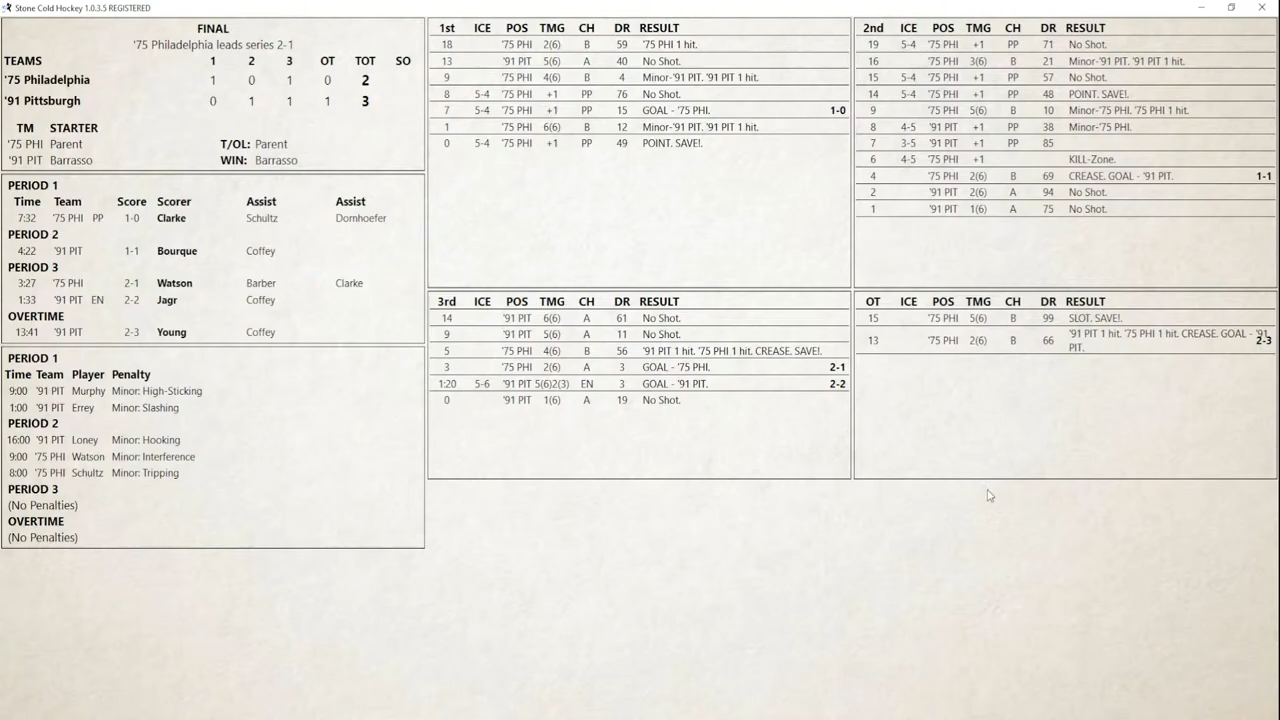 Stone Cold Hockey 1.0.3.5 REGISTERED
FINAL
'75 Philadelphia leads series 2-1
TEAMS 1 2 3 OT TOT SO
'75 Philadelphia 1 0 1 0 2
'91 Pittsburgh 0 1 1 1 3
TM STARTER
'75 PHI Parent T/OL: Parent
'91 PIT Barrasso WIN: Barrasso
PERIOD 1
Time Team Score Scorer Assist Assist
7:32 '75 PHI PP 1-0 Clarke Schultz Dornhoefer
PERIOD 2
4:22 '91 PIT 1-1 Bourque Coffey
PERIOD 3
3:27 '75 PHI 2-1 Watson Barber Clarke
1:33 '91 PIT EN 2-2 Jagr Coffey
OVERTIME
13:41 '91 PIT 2-3 Young Coffey
PERIOD 1
Time Team Player Penalty
9:00 '91 PIT Murphy Minor: High-Sticking
1:00 '91 PIT Errey Minor: Slashing
PERIOD 2
16:00 '91 PIT Loney Minor: Hooking
9:00 '75 PHI Watson Minor: Interference
8:00 '75 PHI Schultz Minor: Tripping
PERIOD 3
(No Penalties)
OVERTIME
(No Penalties)
1st ICE POS TMG CH DR RESULT
18 '75 PHI 2(6) B 59 '75 PHI 1 hit.
13 '91 PIT 5(6) A 40 No Shot.
9 '75 PHI 4(6) B 4 Minor-'91 PIT. '91 PIT 1 hit.
8 5-4 '75 PHI +1 PP 76 No Shot.
7 5-4 '75 PHI +1 PP 15 GOAL - '75 PHI. 1-0
1 '75 PHI 6(6) B 12 Minor-'91 PIT. '91 PIT 1 hit.
0 5-4 '75 PHI +1 PP 49 POINT. SAVE!.
2nd ICE POS TMG CH DR RESULT
19 5-4 '75 PHI +1 PP 71 No Shot.
16 '75 PHI 3(6) B 21 Minor-'91 PIT. '91 PIT 1 hit.
15 5-4 '75 PHI +1 PP 57 No Shot.
14 5-4 '75 PHI +1 PP 48 POINT. SAVE!.
9 '75 PHI 5(6) B 10 Minor-'75 PHI. '75 PHI 1 hit.
8 4-5 '91 PIT +1 PP 38 Minor-'75 PHI.
7 3-5 '91 PIT +1 PP 85
6 4-5 '75 PHI +1 KILL-Zone.
4 '75 PHI 2(6) B 69 CREASE. GOAL - '91 PIT. 1-1
2 '91 PIT 2(6) A 94 No Shot.
1 '91 PIT 1(6) A 75 No Shot.
3rd ICE POS TMG CH DR RESULT
14 '91 PIT 6(6) A 61 No Shot.
9 '91 PIT 5(6) A 11 No Shot.
5 '75 PHI 4(6) B 56 '91 PIT 1 hit. '75 PHI 1 hit. CREASE. SAVE!.
3 '75 PHI 2(6) A 3 GOAL - '75 PHI. 2-1
1:20 5-6 '91 PIT 5(6)2(3) EN 3 GOAL - '91 PIT. 2-2
0 '91 PIT 1(6) A 19 No Shot.
OT ICE POS TMG CH DR RESULT
15 '75 PHI 5(6) B 99 SLOT. SAVE!.
13 '75 PHI 2(6) B 66 '91 PIT 1 hit. '75 PHI 1 hit. CREASE. GOAL - '91 2-3
PIT.